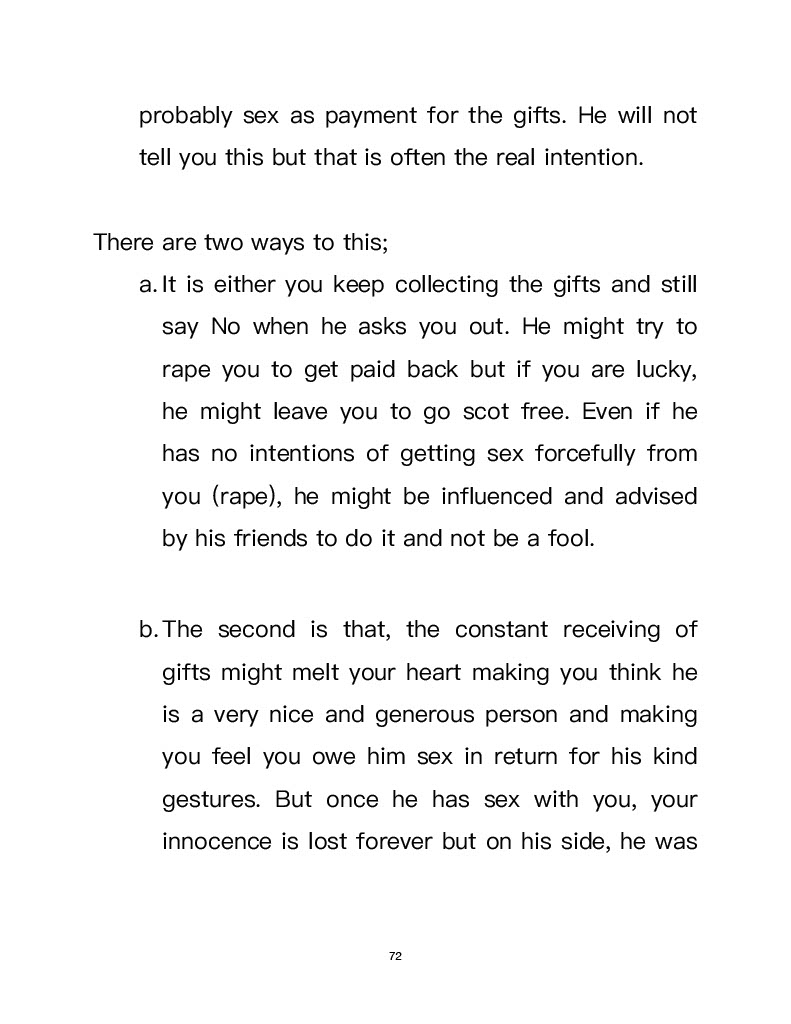 probably sex as payment for the gifts. He will not
tell you this but that is often the real intention.
There are two ways to this;
a. It is either you keep collecting the gifts and still
say No when he asks you out. He might try to
rape you to get paid back but if you are lucky,
he might leave you to go scot free. Even if he
has no intentions of getting sex forcefully from
you (rape), he might be influenced and advised
by his friends to do it and not be a fool.
b. The second is that, the constant receiving of
gifts might melt your heart making you think he
is a very nice and generous person and making
you feel you owe him sex in return for his kind
gestures. But once he has sex with you, your
innocence is lost forever but on his side, he was
72